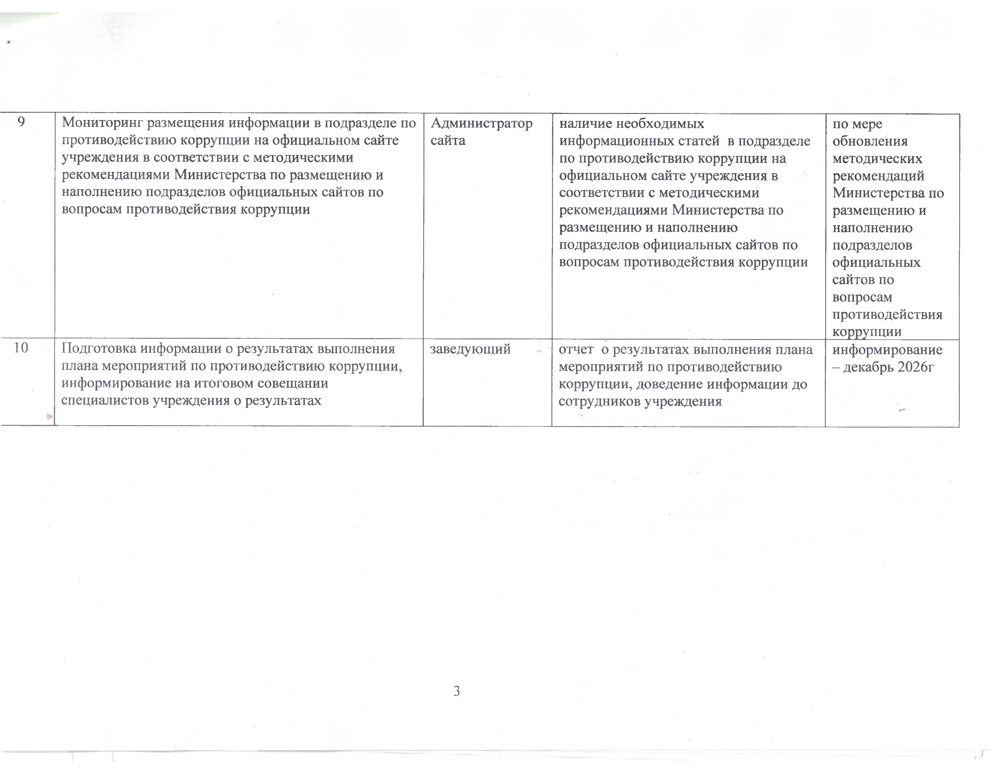 9
Мониторинг размещения информации в подразделе по
противодействию коррупции на официальном сайте
учреждения в соответствии с методическими
рекомендациями Министерства по размещению и
наполнению подразделов официальных сайтов по
вопросам противодействия коррупции
Администратор
сайта
наличие необходимых
информационных статей  в подразделе
по противодействию коррупции на
официальном сайте учреждения в
соответствии с методическими
рекомендациями Министерства по
размещению и наполнению
подразделов официальных сайтов по
вопросам противодействия коррупции
по мере
обновления
методических
рекомендаций
Министерства по
размещению и
наполнению
подразделов
официальных
сайтов по
вопросам
противодействия
коррупции
10
Подготовка информации о результатах выполнения
плана мероприятий по противодействию коррупции,
информирование на итоговом совещании
специалистов учреждения о результатах
заведующий
отчет  о результатах выполнения плана
мероприятий по противодействию
коррупции, доведение информации до
сотрудников учреждения
информирование
– декабрь 2026г
3